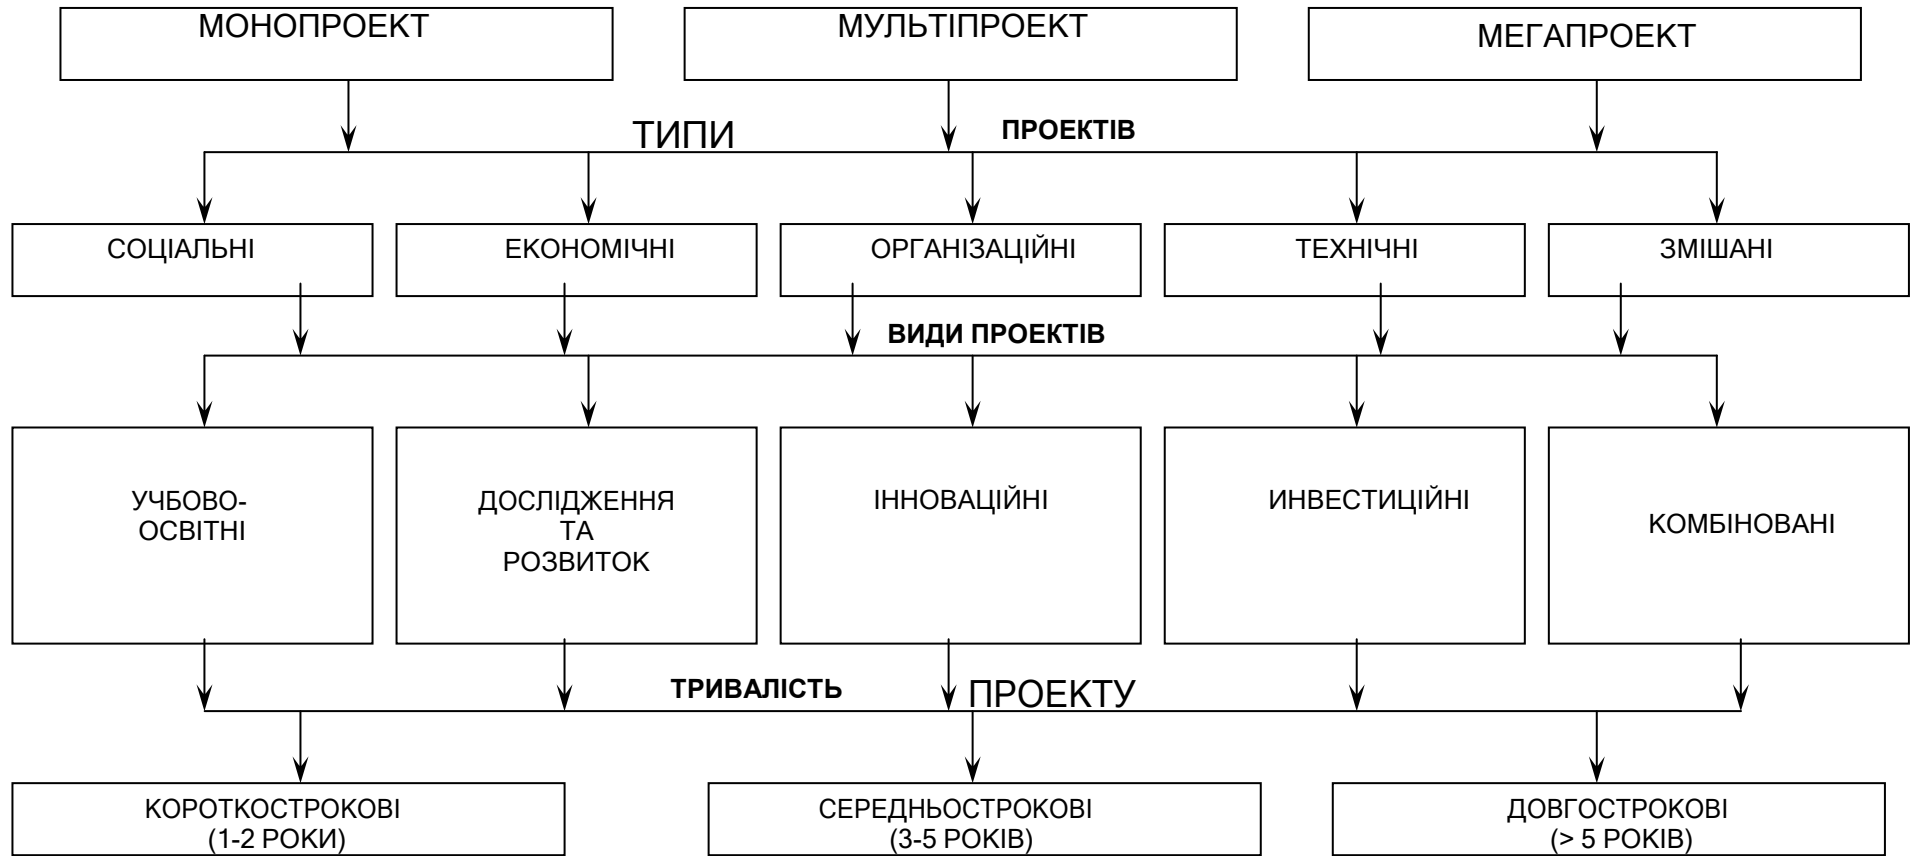 МОНОПРОЕКТ
МУЛЬТІПРОЕКТ
МЕГАПРОЕКТ
ТИПИ ПРОЕКТІВ
СОЦІАЛЬНІ
ЕКОНОМІЧНІ
ОРГАНІЗАЦІЙНІ
ТЕХНІЧНІ
ЗМІШАНІ
ВИДИ ПРОЕКТІВ
УЧБОВО-
ОСВІТНІ
ДОСЛІДЖЕННЯ
ТА
РОЗВИТОК
ІННОВАЦІЙНІ
ИНВЕСТИЦІЙНІ
КОМБІНОВАНІ
ТРИВАЛІСТЬ ПРОЕКТУ
КОРОТКОСТРОКОВІ
(1-2 РОКИ)
СЕРЕДНЬОСТРОКОВІ
(3-5 РОКІВ)
ДОВГОСТРОКОВІ
(> 5 РОКІВ)